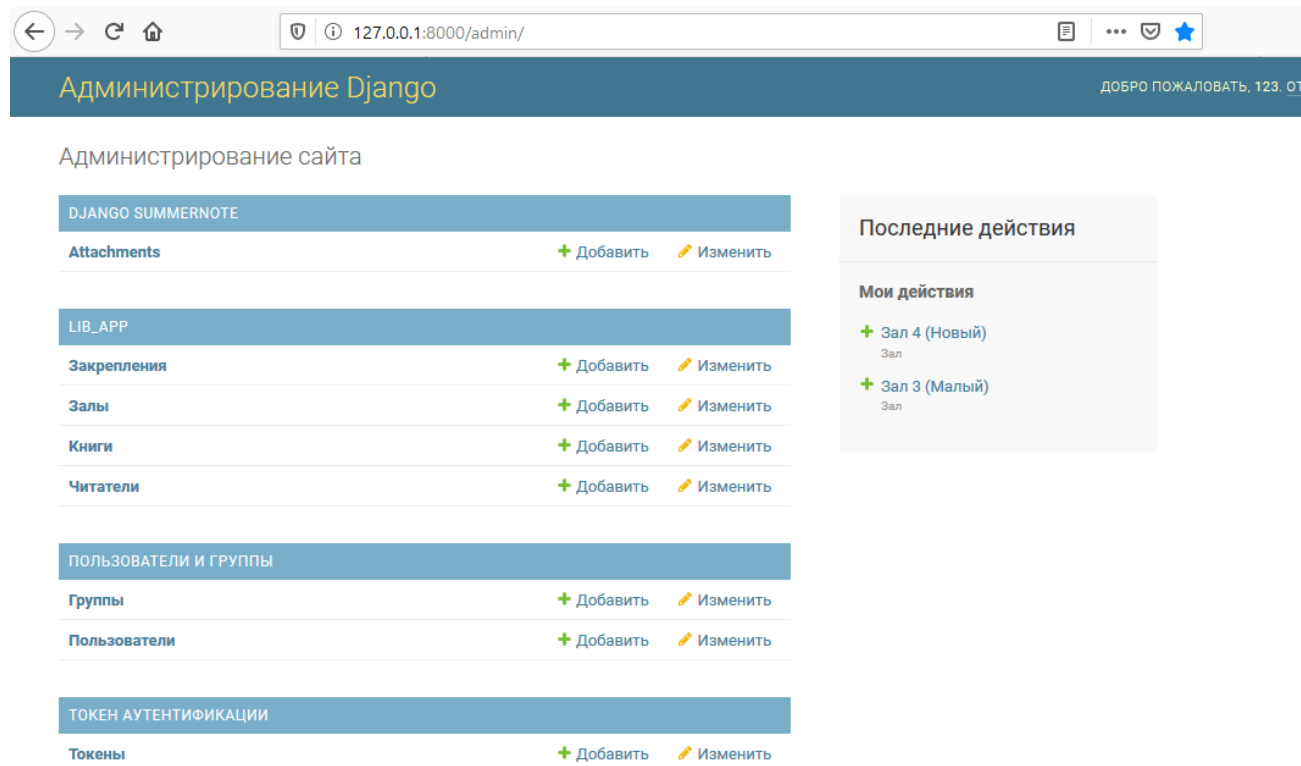 127.0.0.1:8000/admin/
Администрирование Django
ДОБРО ПОЖАЛОВАТЬ, 123. ОТ
Администрирование сайта
DJANGO SUMMERNOTE
Attachments Добавить Изменить
LIB_APP
Закрепления Добавить Изменить
Залы Добавить Изменить
Книги Добавить Изменить
Читатели Добавить Изменить
ПОЛЬЗОВАТЕЛИ И ГРУППЫ
Группы Добавить Изменить
Пользователи Добавить Изменить
ТОКЕН АУТЕНТИФИКАЦИИ
Токены Добавить Изменить
Последние действия
Мои действия
Зал 4 (Новый)
Зал
Зал 3 (Малый)
Зал